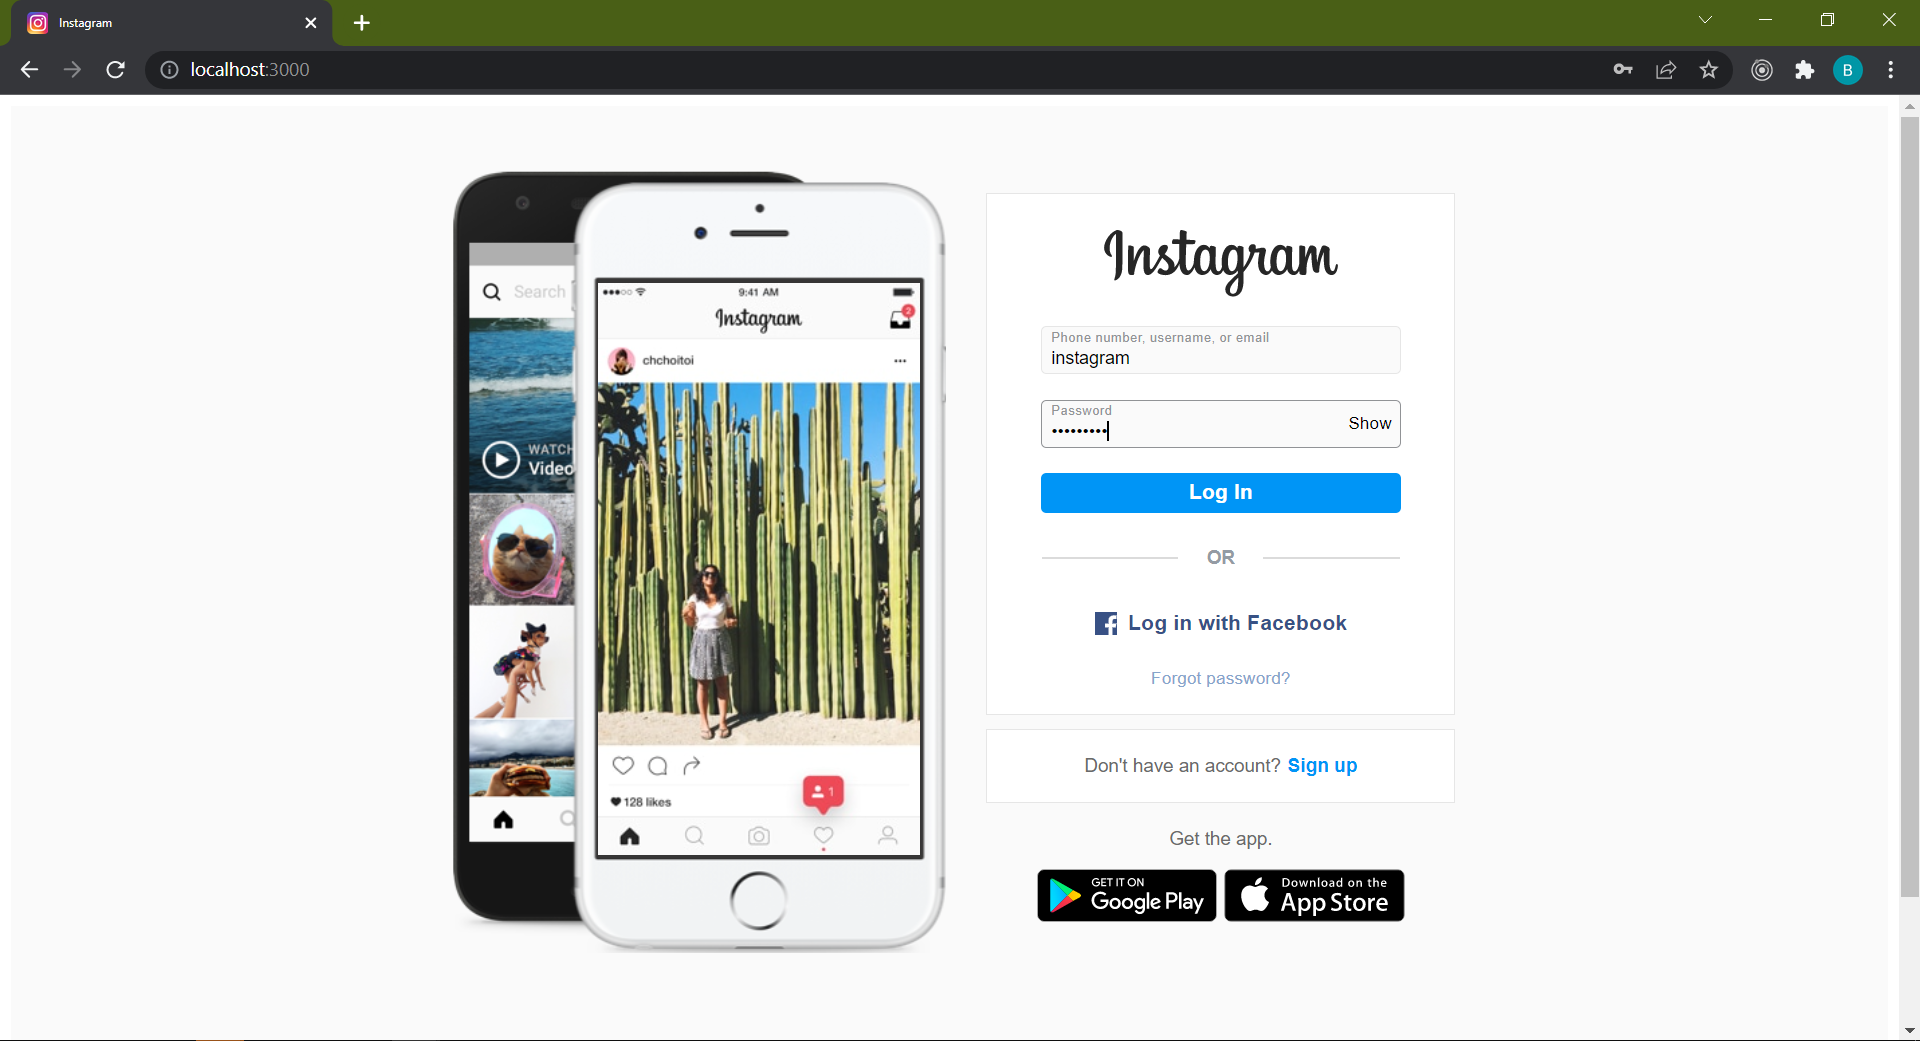 Instagram
localhost:3000
B
Search
WATCH
Video
9:41 AM
Instagram
2
chchoitoi
128 likes
1
Instagram
Phone number, username, or email
instagram
Password
•••••••••
Show
Log In
OR
Log in with Facebook
Forgot password?
Don't have an account? Sign up
Get the app.
GET IT ON
Google Play
Download on the
App Store